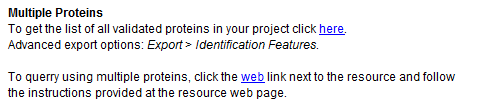 Multiple Proteins
To get the list of all validated proteins in your project click here.
Advanced export options: Export > Identification Features.
To querry using multiple proteins, click the web link next to the resource and follow
the instructions provided at the resource web page.